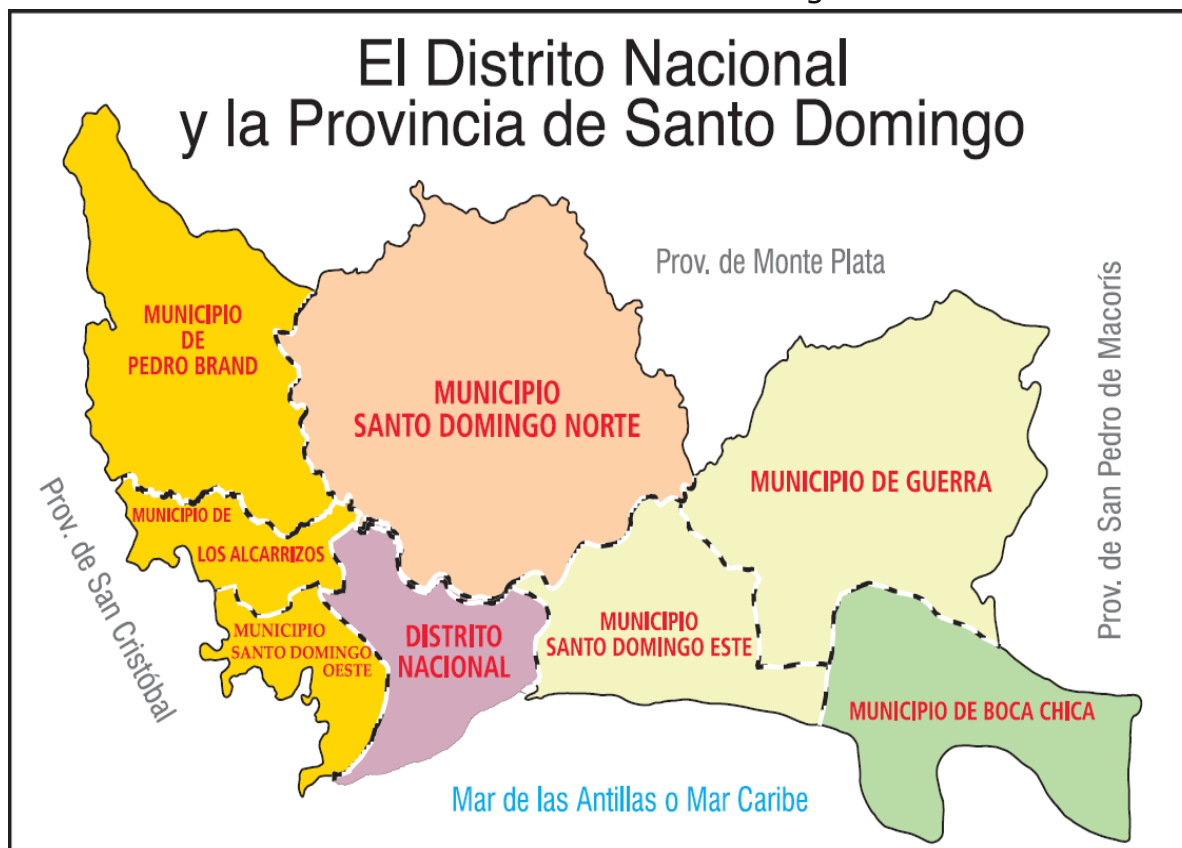 El Distrito Nacional
y la Provincia de Santo Domingo
Prov. de Monte Plata
Prov. de San Pedro de Macorís
MUNICIPIO
DE
PEDRO BRAND
MUNICIPIO
SANTO DOMINGO NORTE
MUNICIPIO DE GUERRA
Prov. de San Cristóbal
MUNICIPIO DE
LOS ALCARRIZOS
MUNICIPIO
SANTO DOMINGO
OESTE
DISTRITO
NACIONAL
MUNICIPIO
SANTO DOMINGO ESTE
MUNICIPIO DE BOCA CHICA
Mar de las Antillas o Mar Caribe